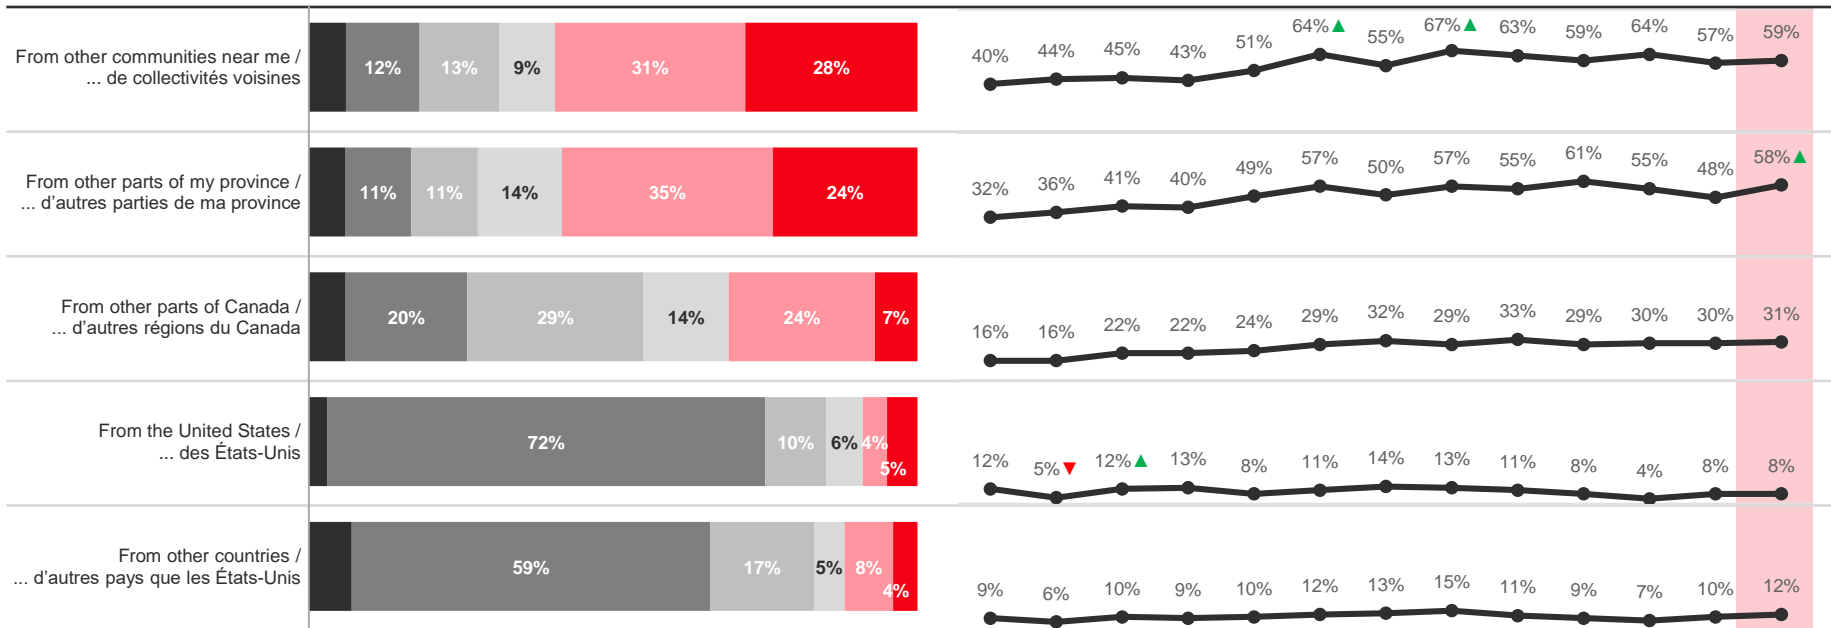 From other communities near me /
... de collectivités voisines
12% 13% 9% 31% 28%
40% 44% 45% 43% 51% 64% ▲ 55% 67% ▲ 63% 59% 64% 57% 59%
From other parts of my province /
... d'autres parties de ma province
11% 11% 14% 35% 24%
32% 36% 41% 40% 49% 57% 50% 57% 55% 61% 55% 48% 58% ▲
From other parts of Canada /
... d'autres régions du Canada
20% 29% 14% 24% 7%
16% 16% 22% 22% 24% 29% 32% 29% 33% 29% 30% 30% 31%
From the United States /
... des États-Unis
72% 10% 6% 4% 5%
12% 5% ▼ 12% ▲ 13% 8% 11% 14% 13% 11% 8% 4% 8% 8%
From other countries /
... d'autres pays que les États-Unis
59% 17% 5% 8% 4%
9% 6% 10% 9% 10% 12% 13% 15% 11% 9% 7% 10% 12%